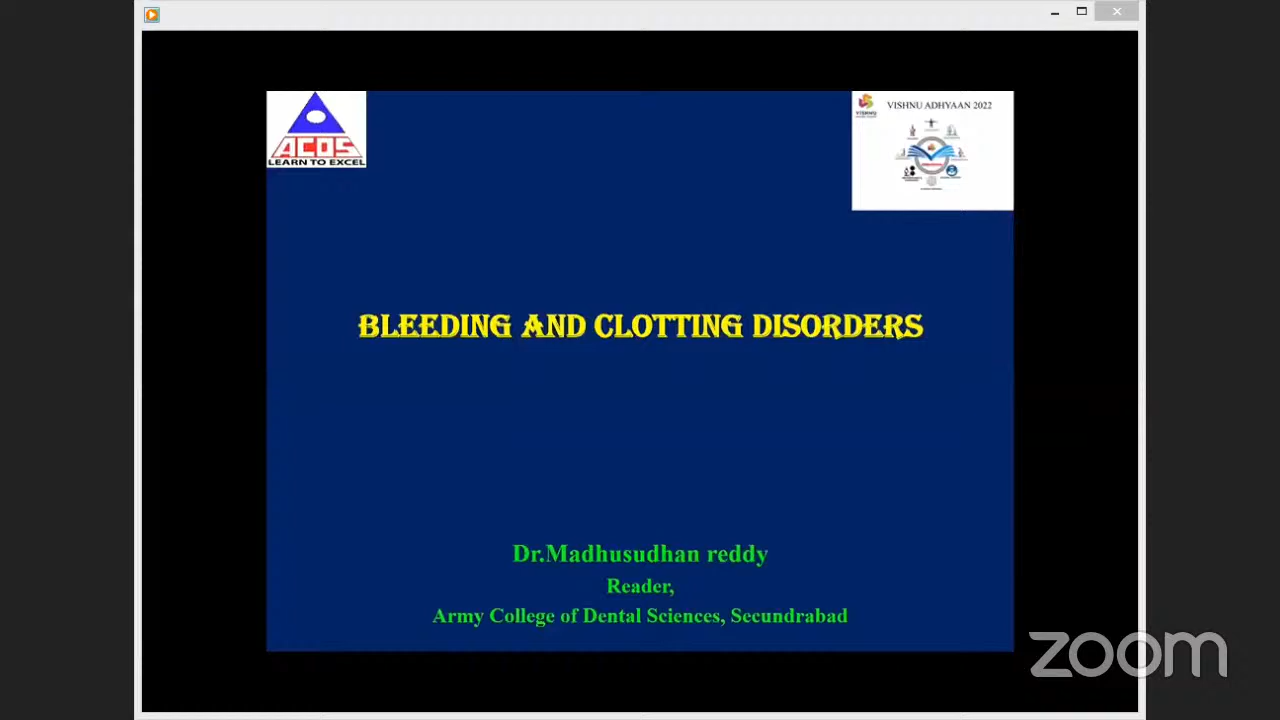 ACDS
LEARN TO EXCEL
VISHNU
VISHNU ADHYAAN 2022
BLEEDING AND CLOTTING DISORDERS
Dr.Madhusudhan reddy
Reader,
Army College of Dental Sciences, Secundrabad
zoom